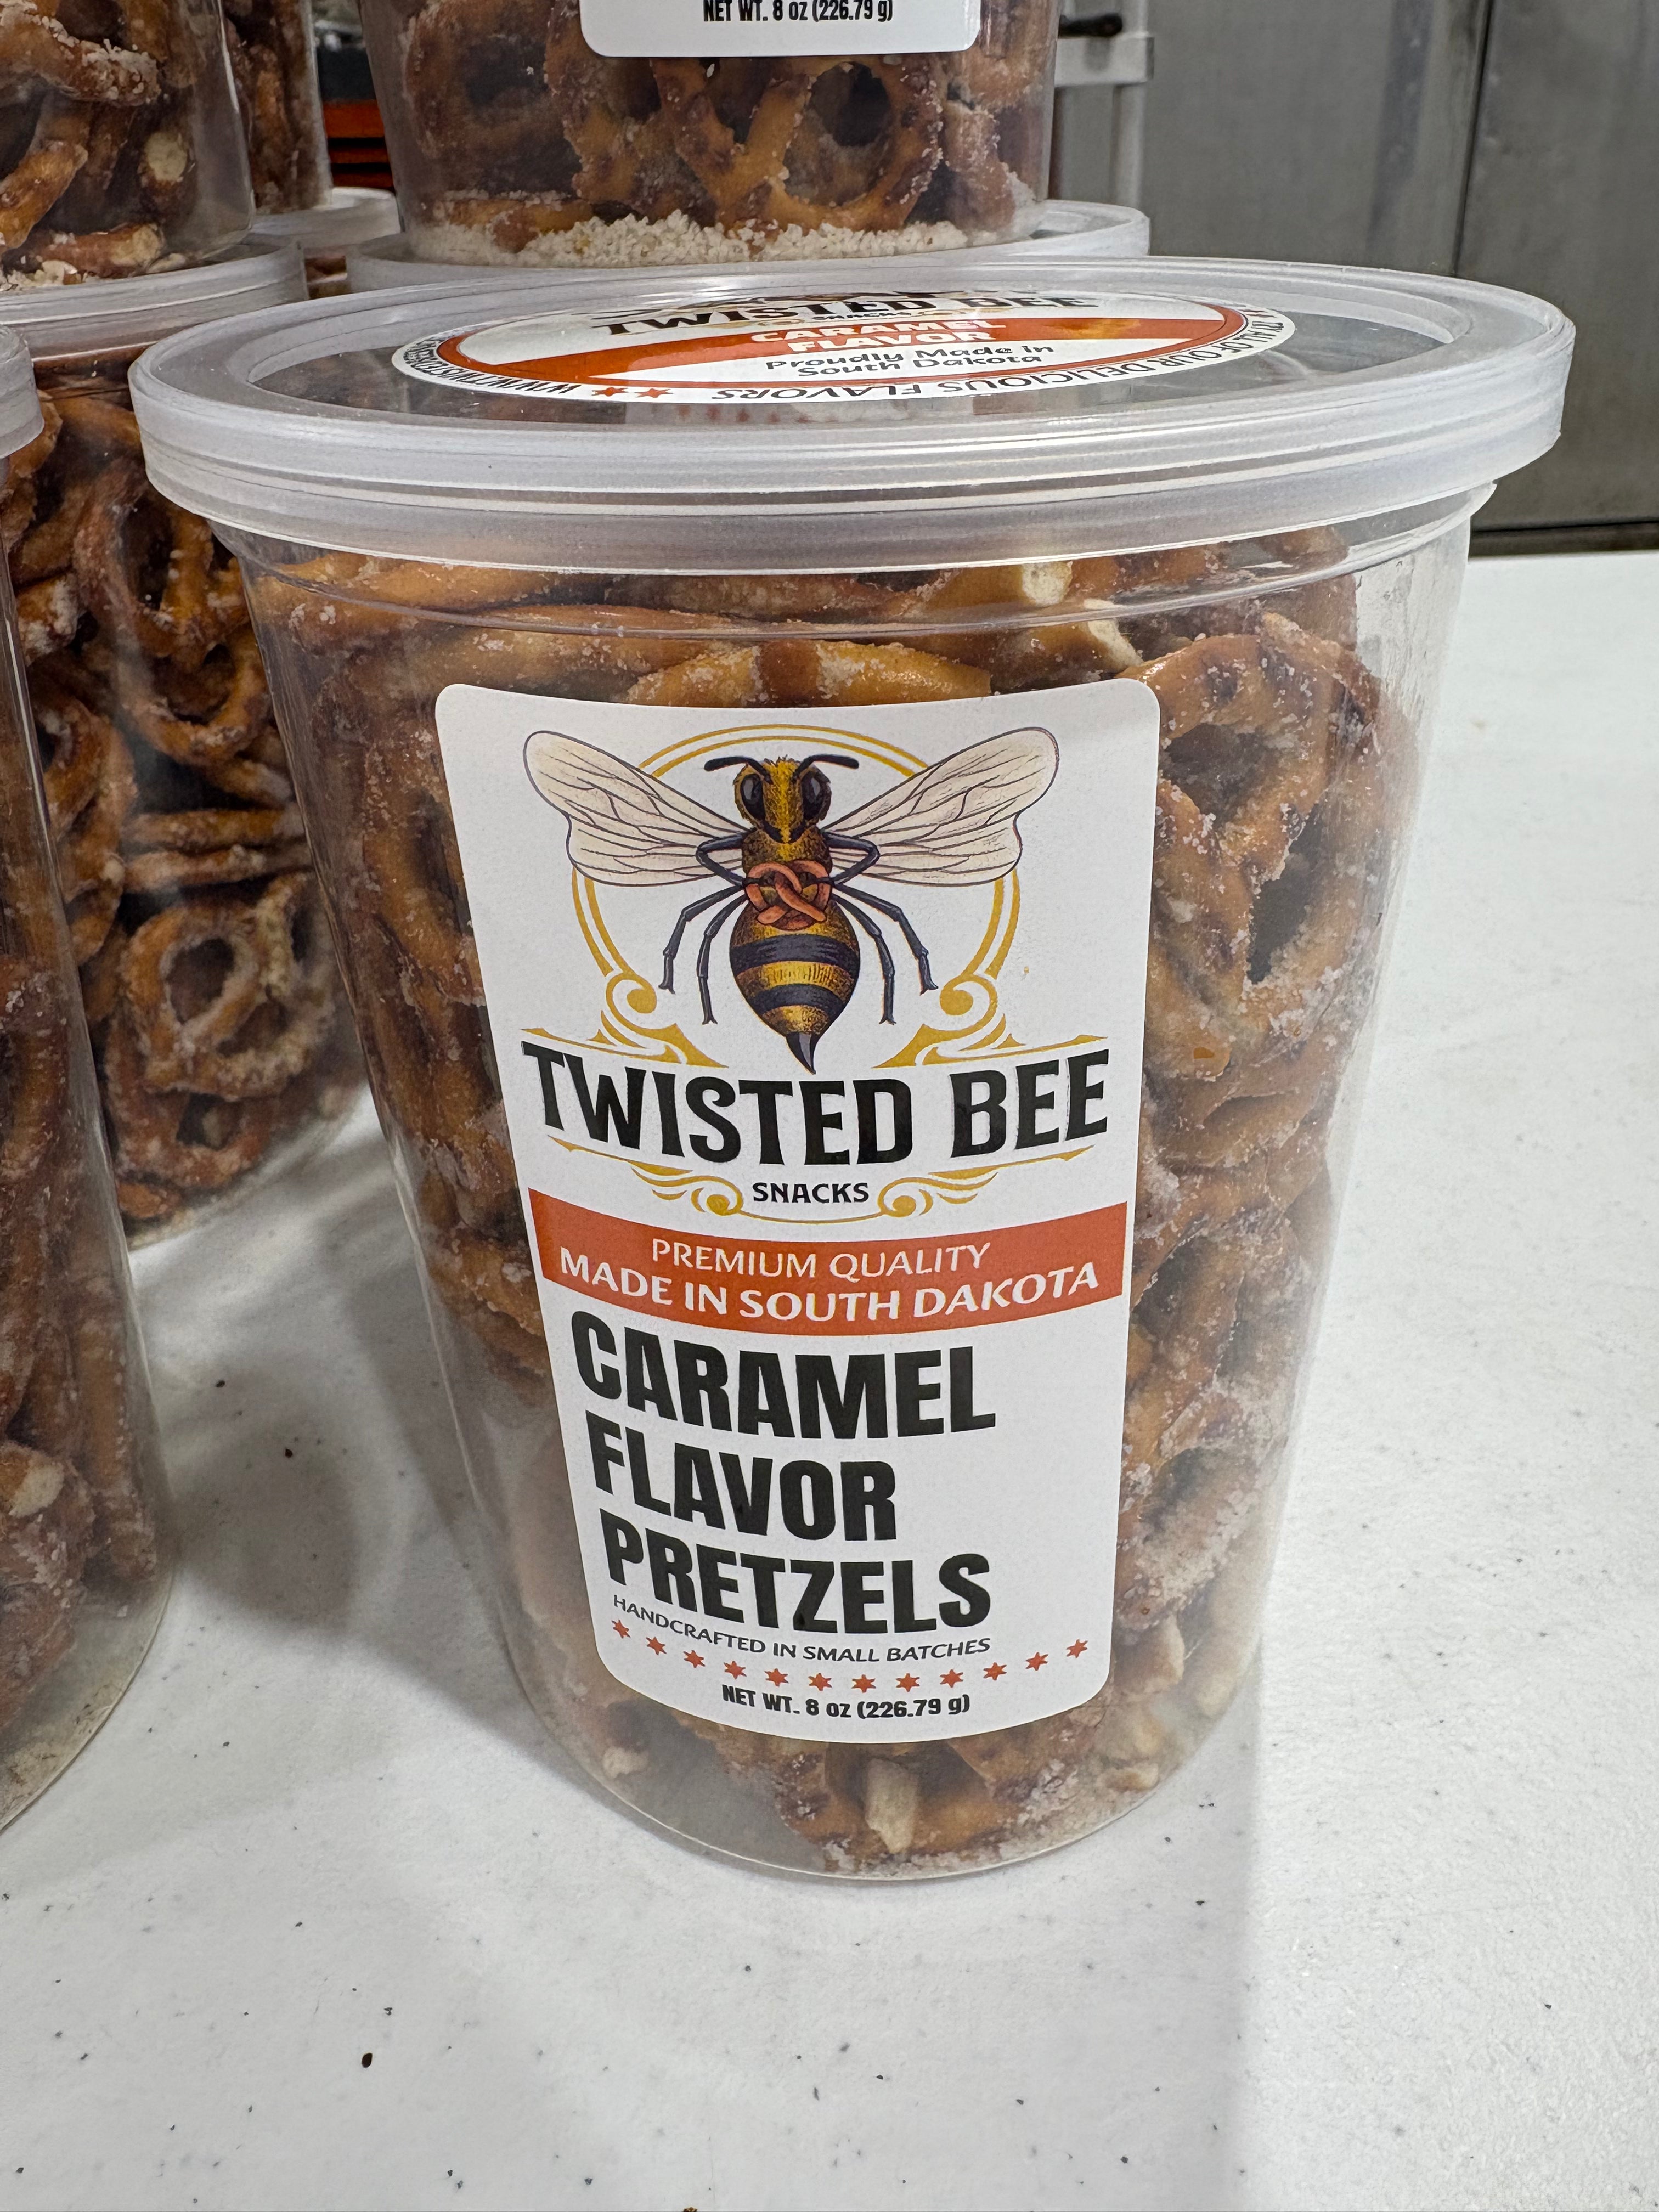 NET WT. 8 oz (226.79 g)
TWISTED BEE
CARAMEL
FLAVOR
Proudly Made in
South Dakota
OUR DELICIOUS FLAVORS
TWISTED BEE
SNACKS
PREMIUM QUALITY
MADE IN SOUTH DAKOTA
CARAMEL
FLAVOR
PRETZELS
HANDCRAFTED IN SMALL BATCHES
NET WT. 8 oz (226.79 g)